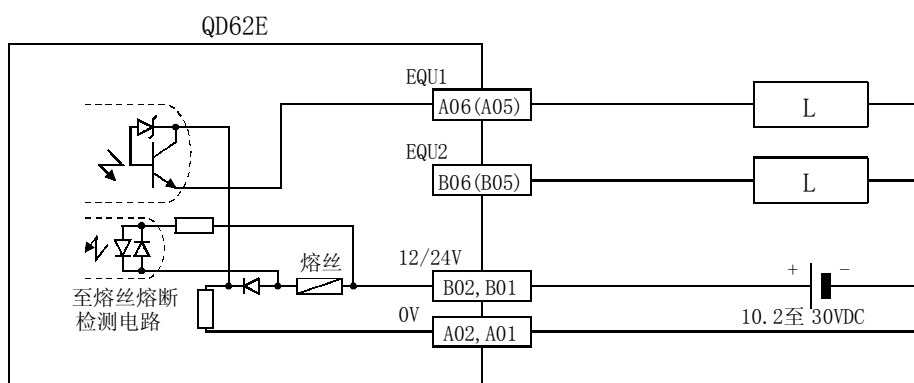 QD62E
EQU1
A06(A05)
L
EQU2
B06(B05)
L
熔丝
12/24V
B02,B01
+
−
至熔丝熔断
检测电路
0V
A02,A01
10.2至 30VDC